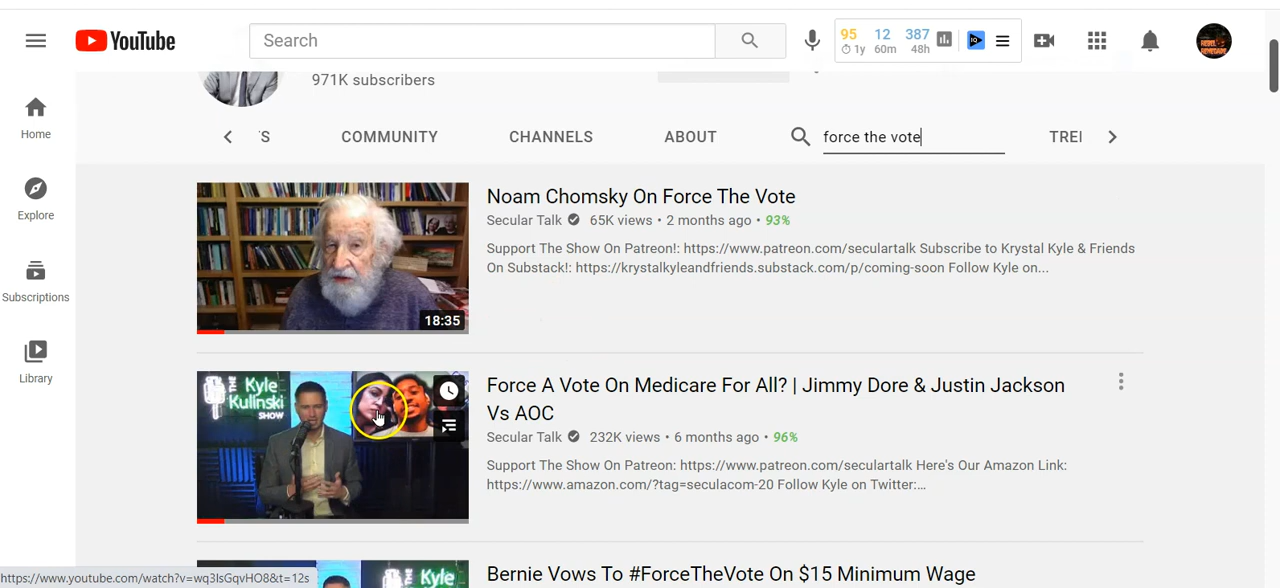 YouTube
Search
95 12 387
1y 60m 48h
971K subscribers
Home
Explore
Subscriptions
Library
'S COMMUNITY CHANNELS ABOUT force the vote TREI
18:35
Noam Chomsky On Force The Vote
Secular Talk 65K views • 2 months ago • 93%
Support The Show On Patreon!: https://www.patreon.com/seculartalk Subscribe to Krystal Kyle & Friends
On Substack!: https://krystalkyleandfriends.substack.com/p/coming-soon Follow Kyle on...
THE
Kyle
Kulinski
SHOW
Force A Vote On Medicare For All? | Jimmy Dore & Justin Jackson
Vs AOC
Secular Talk 232K views • 6 months ago • 96%
Support The Show On Patreon: https://www.patreon.com/seculartalk Here's Our Amazon Link:
https://www.amazon.com/?tag=seculacom-20 Follow Kyle on Twitter:...
Kyle
Bernie Vows To #ForceTheVote On $15 Minimum Wage
https://www.youtube.com/watch?v=wq3IsGqvHO8&t=12s